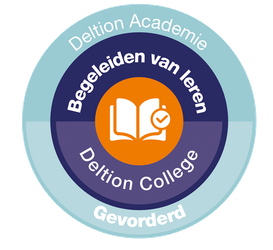 Deltion Academie
Begeleiden van leren
Deltion College
Gevorderd